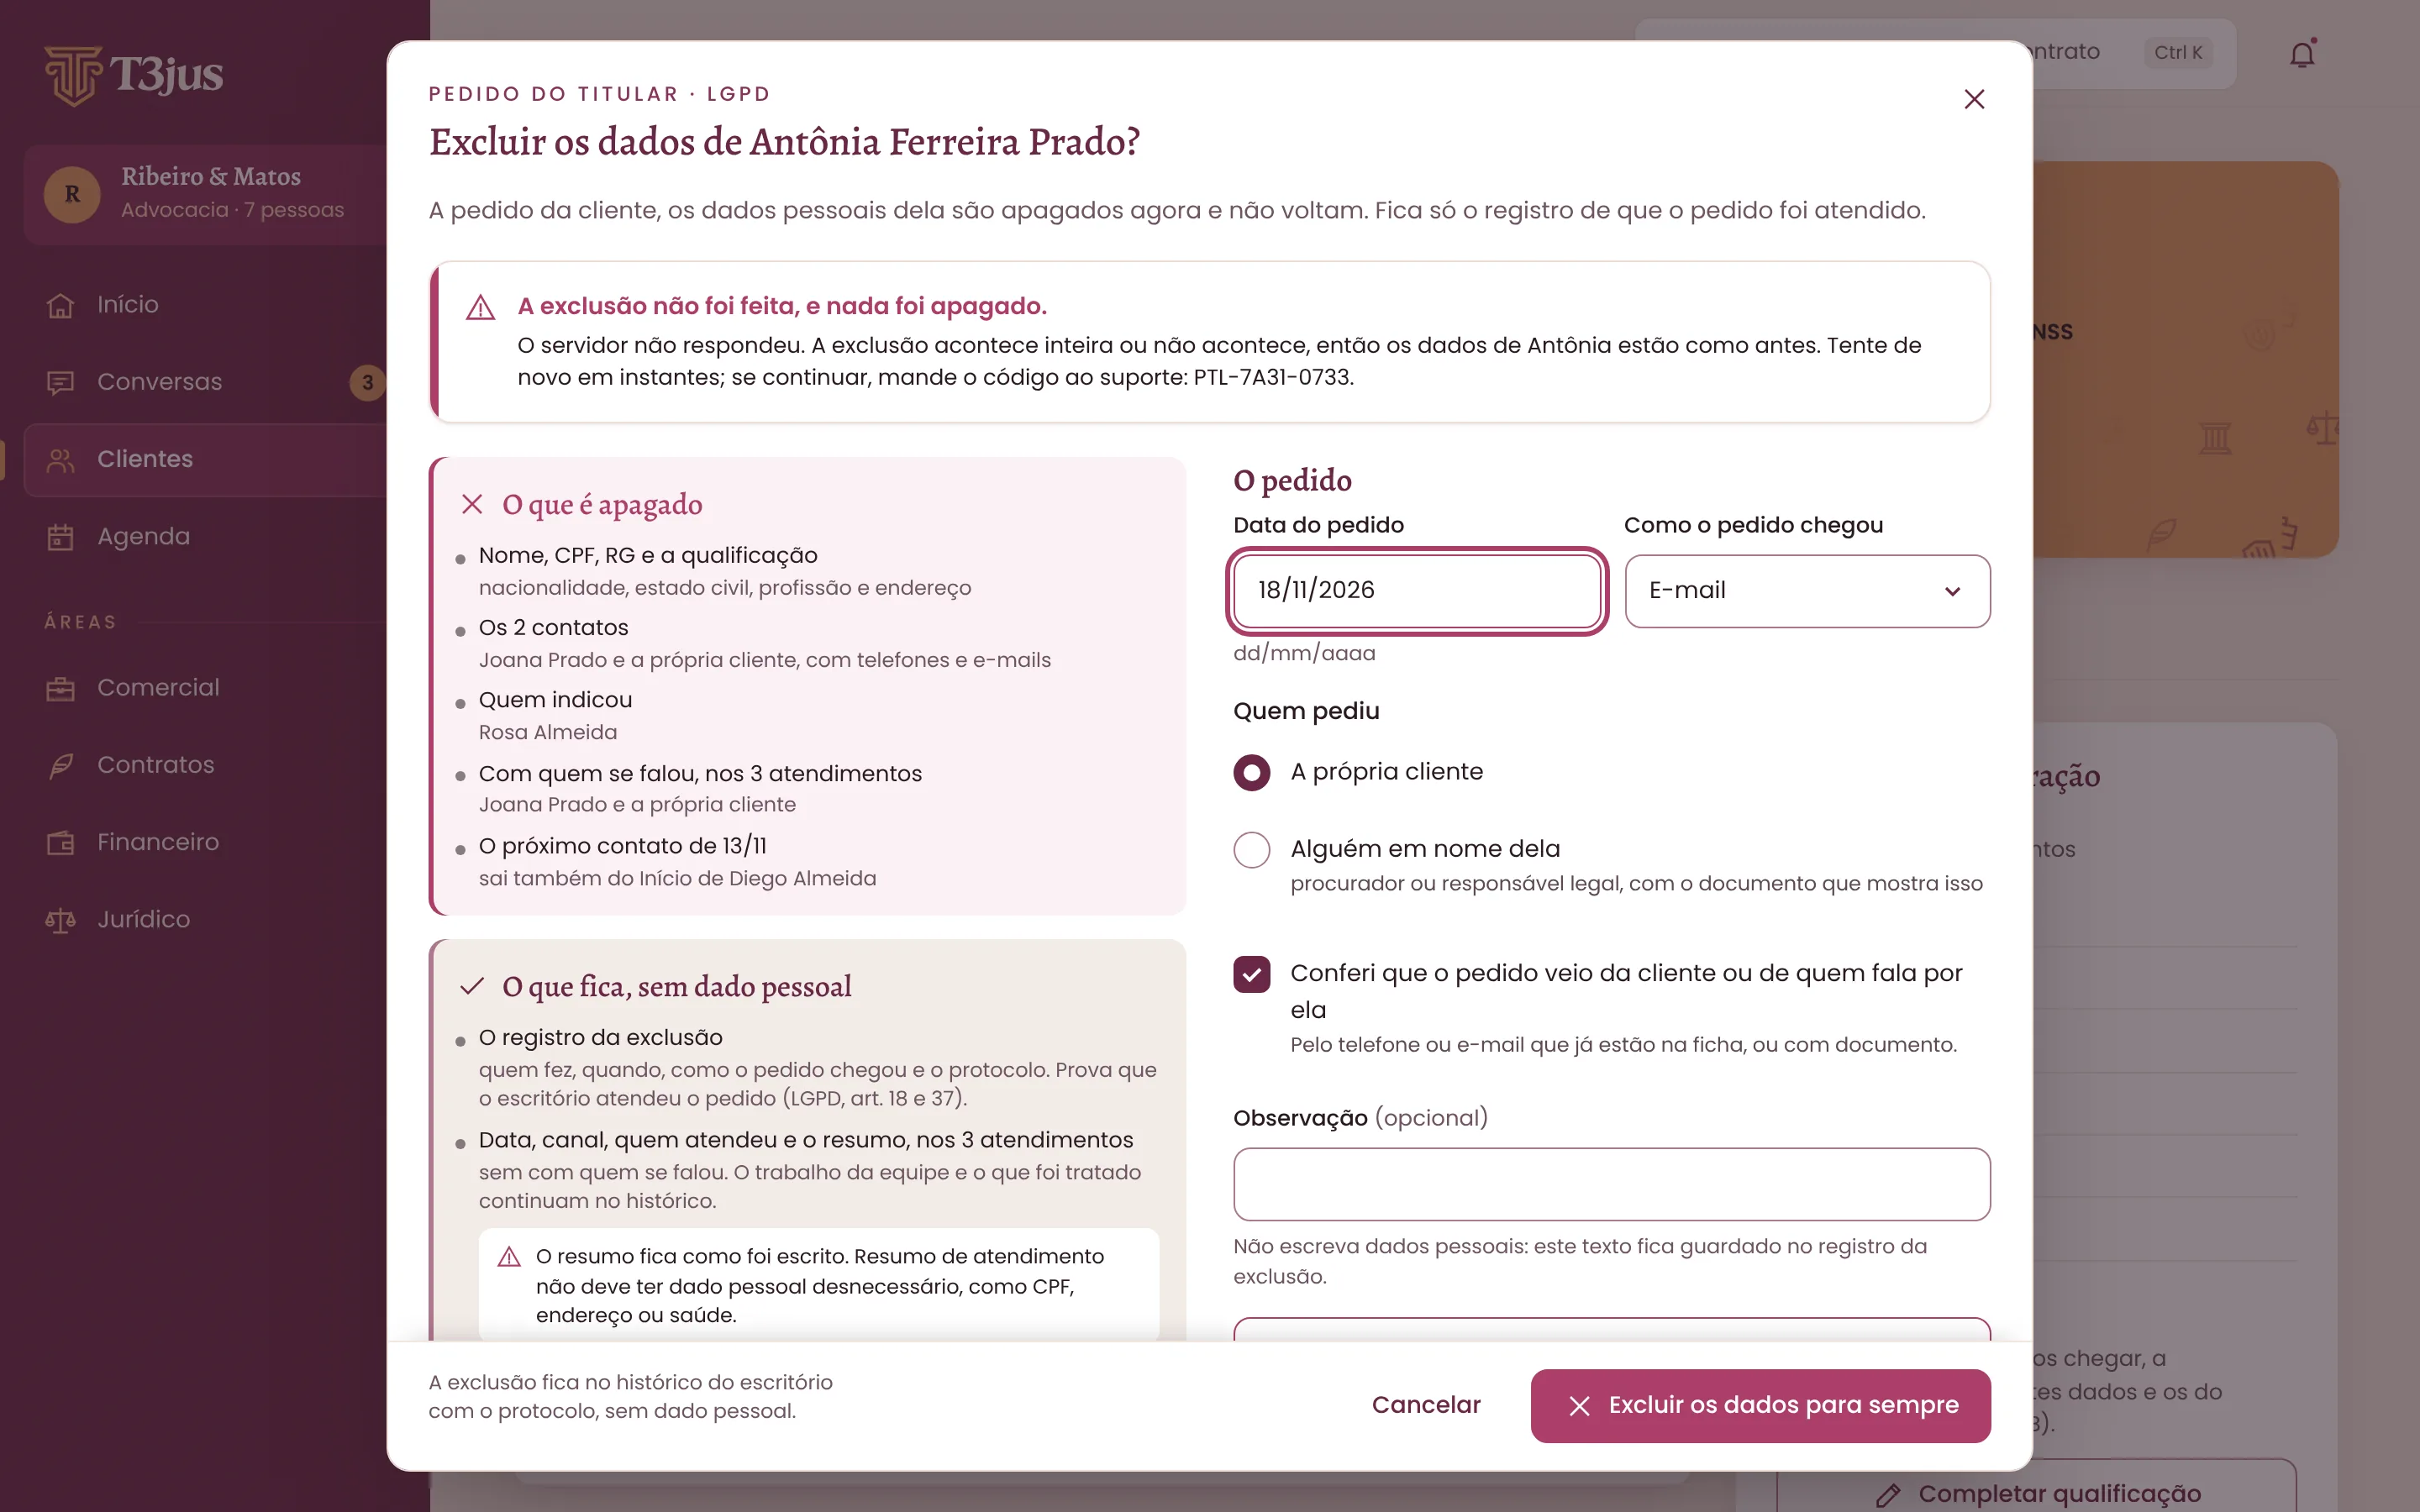 T3jus
R
Ribeiro & Matos
Advocacia · 7 pessoas
Início
Conversas
3
Clientes
Agenda
ÁREAS
Comercial
Contratos
Financeiro
Jurídico
ontrato
Ctrl K
PEDIDO DO TITULAR · LGPD
Excluir os dados de Antônia Ferreira Prado?
A pedido da cliente, os dados pessoais dela são apagados agora e não voltam. Fica só o registro de que o pedido foi atendido.
A exclusão não foi feita, e nada foi apagado.
O servidor não respondeu. A exclusão acontece inteira ou não acontece, então os dados de Antônia estão como antes. Tente de
novo em instantes; se continuar, mande o código ao suporte: PTL-7A31-0733.
O que é apagado
Nome, CPF, RG e a qualificação
nacionalidade, estado civil, profissão e endereço
Os 2 contatos
Joana Prado e a própria cliente, com telefones e e-mails
Quem indicou
Rosa Almeida
Com quem se falou, nos 3 atendimentos
Joana Prado e a própria cliente
O próximo contato de 13/11
sai também do Início de Diego Almeida
O que fica, sem dado pessoal
O registro da exclusão
quem fez, quando, como o pedido chegou e o protocolo. Prova que
o escritório atendeu o pedido (LGPD, art. 18 e 37).
Data, canal, quem atendeu e o resumo, nos 3 atendimentos
sem com quem se falou. O trabalho da equipe e o que foi tratado
continuam no histórico.
O resumo fica como foi escrito. Resumo de atendimento
não deve ter dado pessoal desnecessário, como CPF,
endereço ou saúde.
O pedido
Data do pedido
18/11/2026
dd/mm/aaaa
Como o pedido chegou
E-mail
Quem pediu
A própria cliente
Alguém em nome dela
procurador ou responsável legal, com o documento que mostra isso
Conferi que o pedido veio da cliente ou de quem fala por
ela
Pelo telefone ou e-mail que já estão na ficha, ou com documento.
Observação (opcional)
Não escreva dados pessoais: este texto fica guardado no registro da
exclusão.
A exclusão fica no histórico do escritório
com o protocolo, sem dado pessoal.
Cancelar
Excluir os dados para sempre
NSS
ração
ntos
os chegar, a
tes dados e os do
3).
Completar qualificação